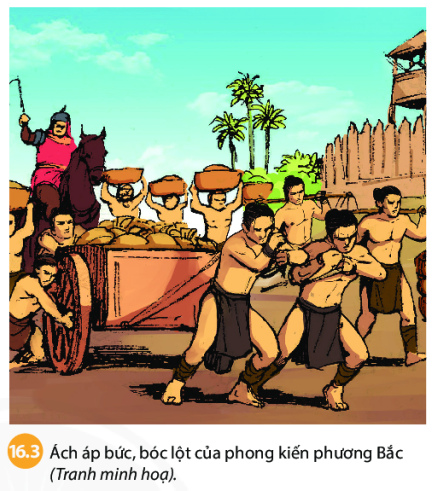 16.3 Ách áp bức, bóc lột của phong kiến phương Bắc
(Tranh minh hoạ).